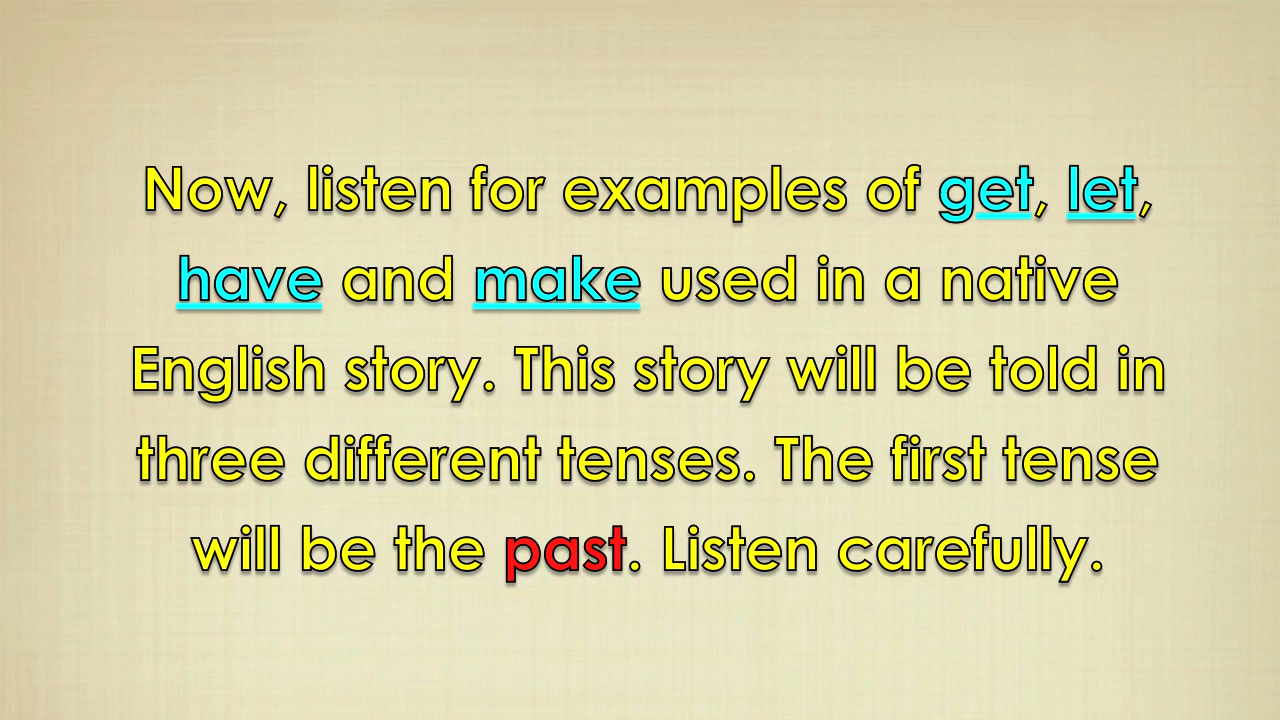 Now, listen for examples of get, let,
have and make used in a native
English story. This story will be told in
three different tenses. The first tense
will be the past. Listen carefully.